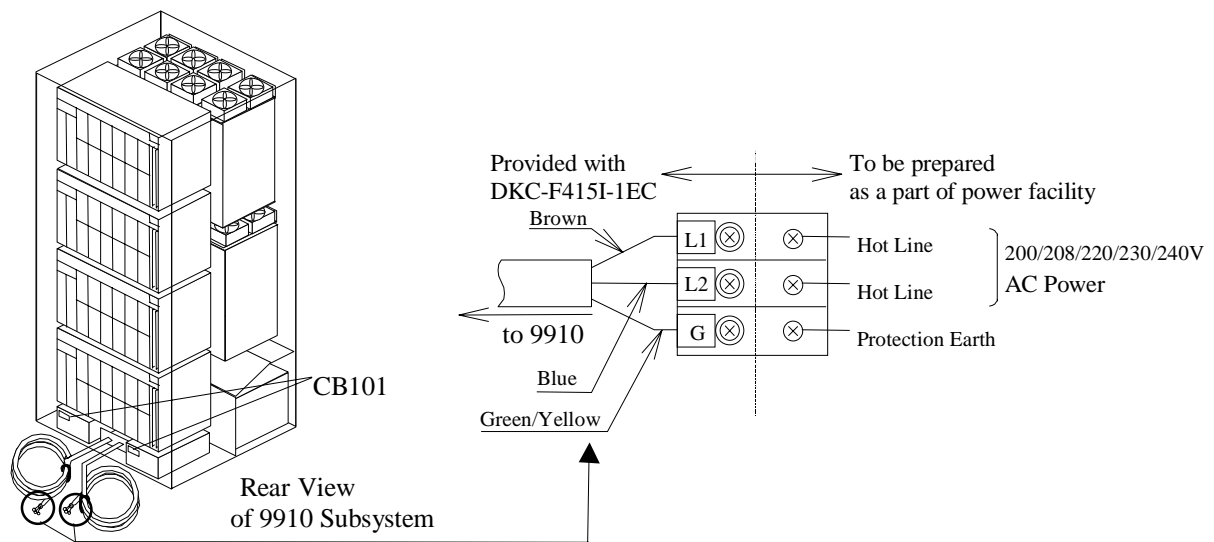 Provided with
DKC-F415I-1EC
To be prepared
as a part of power facility
Brown
L1
Hot Line
200/208/220/230/240V
AC Power
L2
Hot Line
to 9910
G
Protection Earth
Blue
CB101
Green/Yellow
Rear View
of 9910 Subsystem